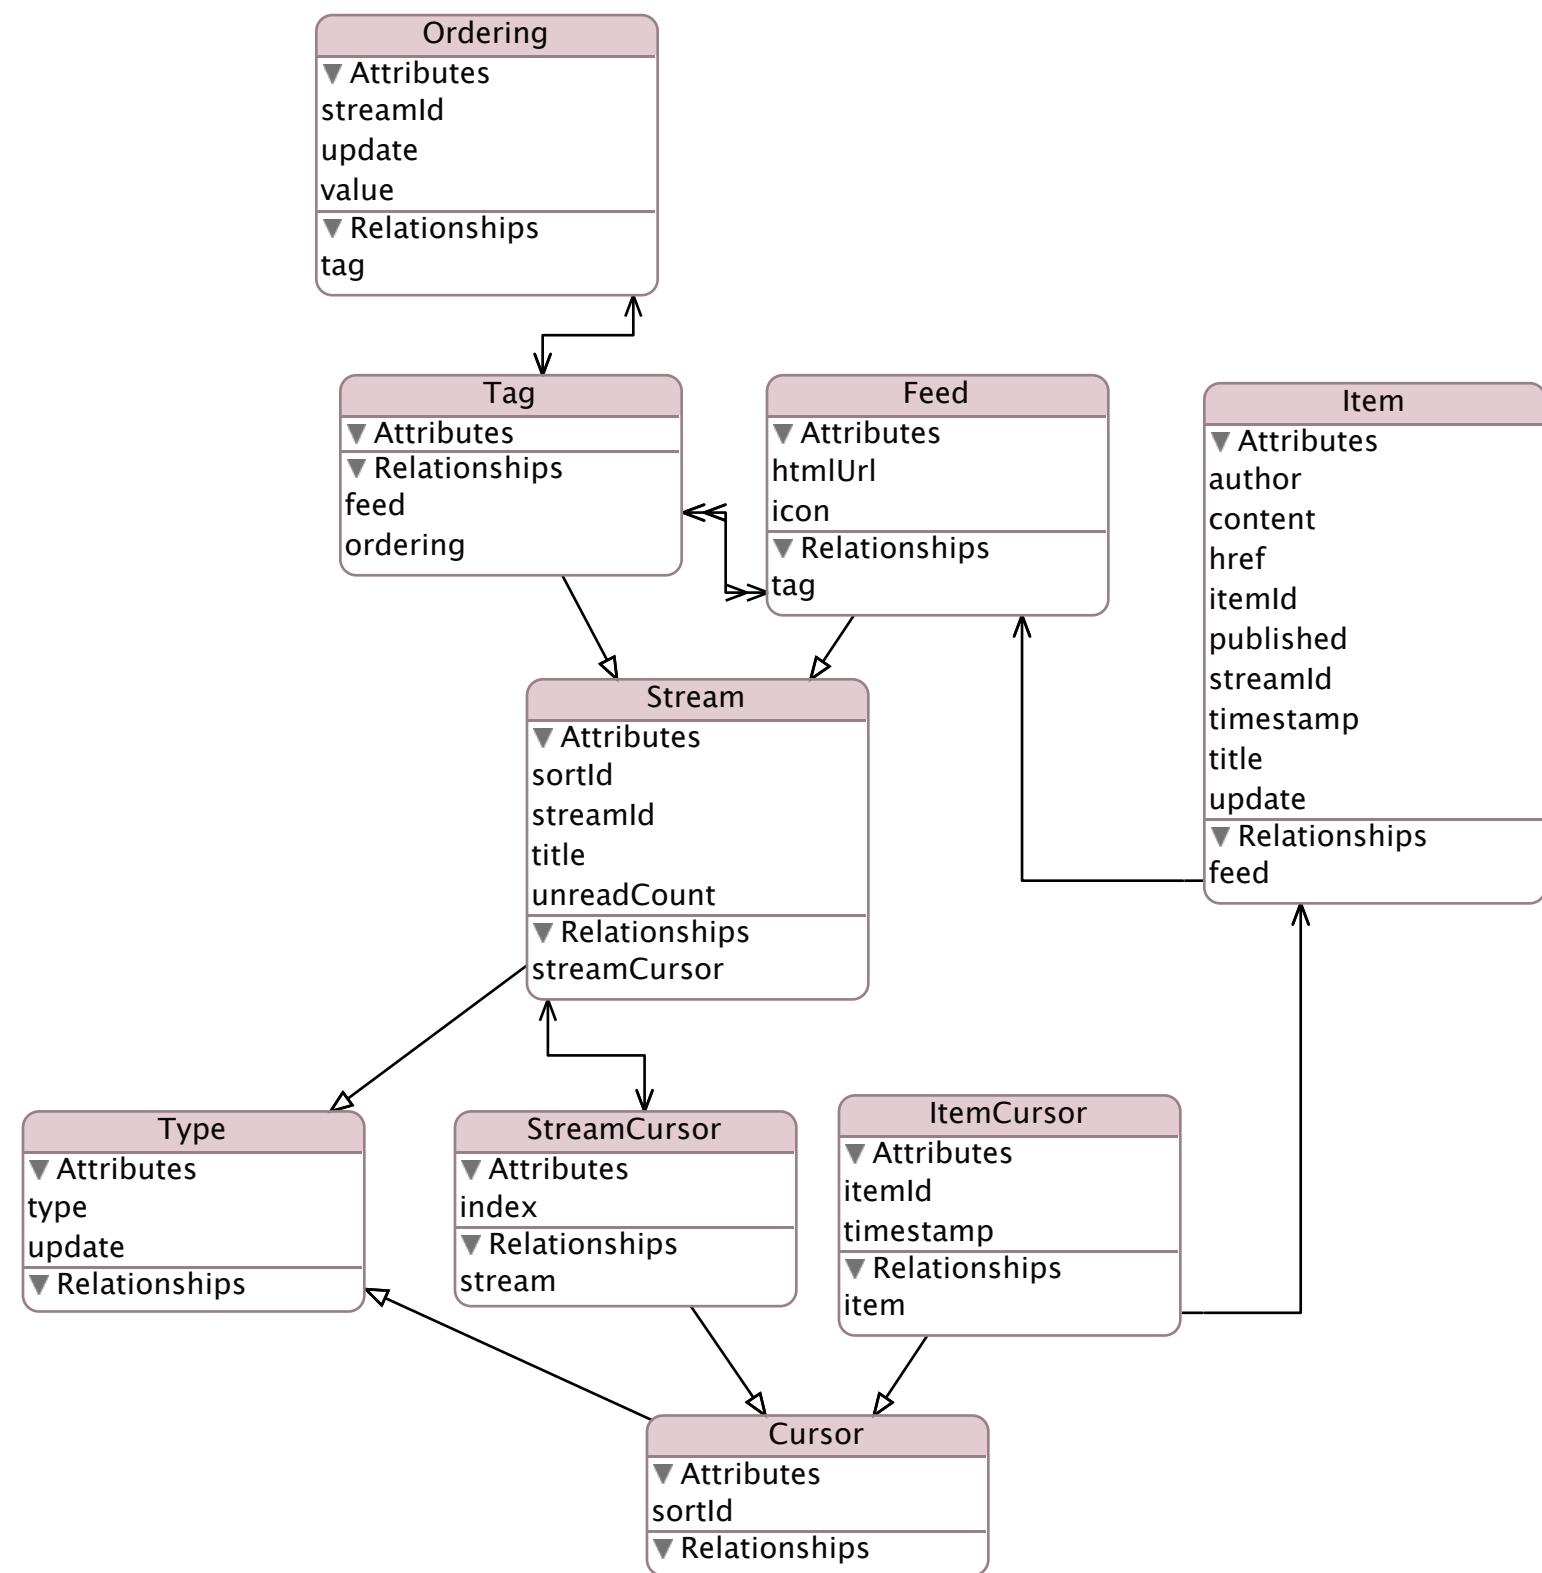 Ordering
Attributes
streamId
update
value
Relationships
tag
Tag
Attributes
Relationships
feed
ordering
Feed
Attributes
htmlUrl
icon
Relationships
tag
Item
Attributes
author
content
href
itemId
published
streamId
timestamp
title
update
Relationships
feed
Stream
Attributes
sortId
streamId
title
unreadCount
Relationships
streamCursor
Type
Attributes
type
update
Relationships
StreamCursor
Attributes
index
Relationships
stream
ItemCursor
Attributes
itemId
timestamp
Relationships
item
Cursor
Attributes
sortId
Relationships